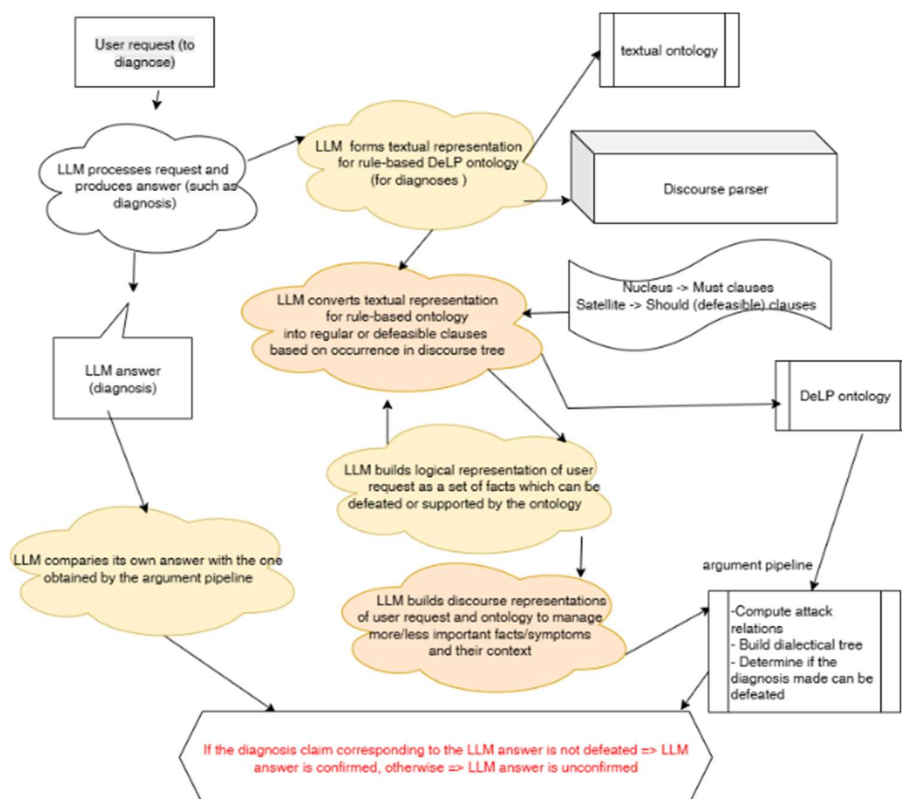 User request (to
diagnose)
textual ontology
LLM forms textual representation
for rule-based DeLP ontology
(for diagnoses )
LLM processes request and
produces answer (such as
diagnosis)
Discourse parser
LLM converts textual representation
for rule-based ontology
into regular or defeasible clauses
based on occurrence in discourse tree
Nucleus -> Must clauses
Satellite -> Should (defeasible) clauses
LLM answer
(diagnosis)
DeLP ontology
LLM builds logical representation of user
request as a set of facts which can be
defeated or supported by the ontology
LLM comparies its own answer with the one
obtained by the argument pipeline
argument pipeline
LLM builds discourse representations
of user request and ontology to manage
more/less important facts/symptoms
and their context
-Compute attack
relations
- Build dialectical tree
- Determine if the
diagnosis made can be
defeated
If the diagnosis claim corresponding to the LLM answer is not defeated => LLM
answer is confirmed, otherwise => LLM answer is unconfirmed